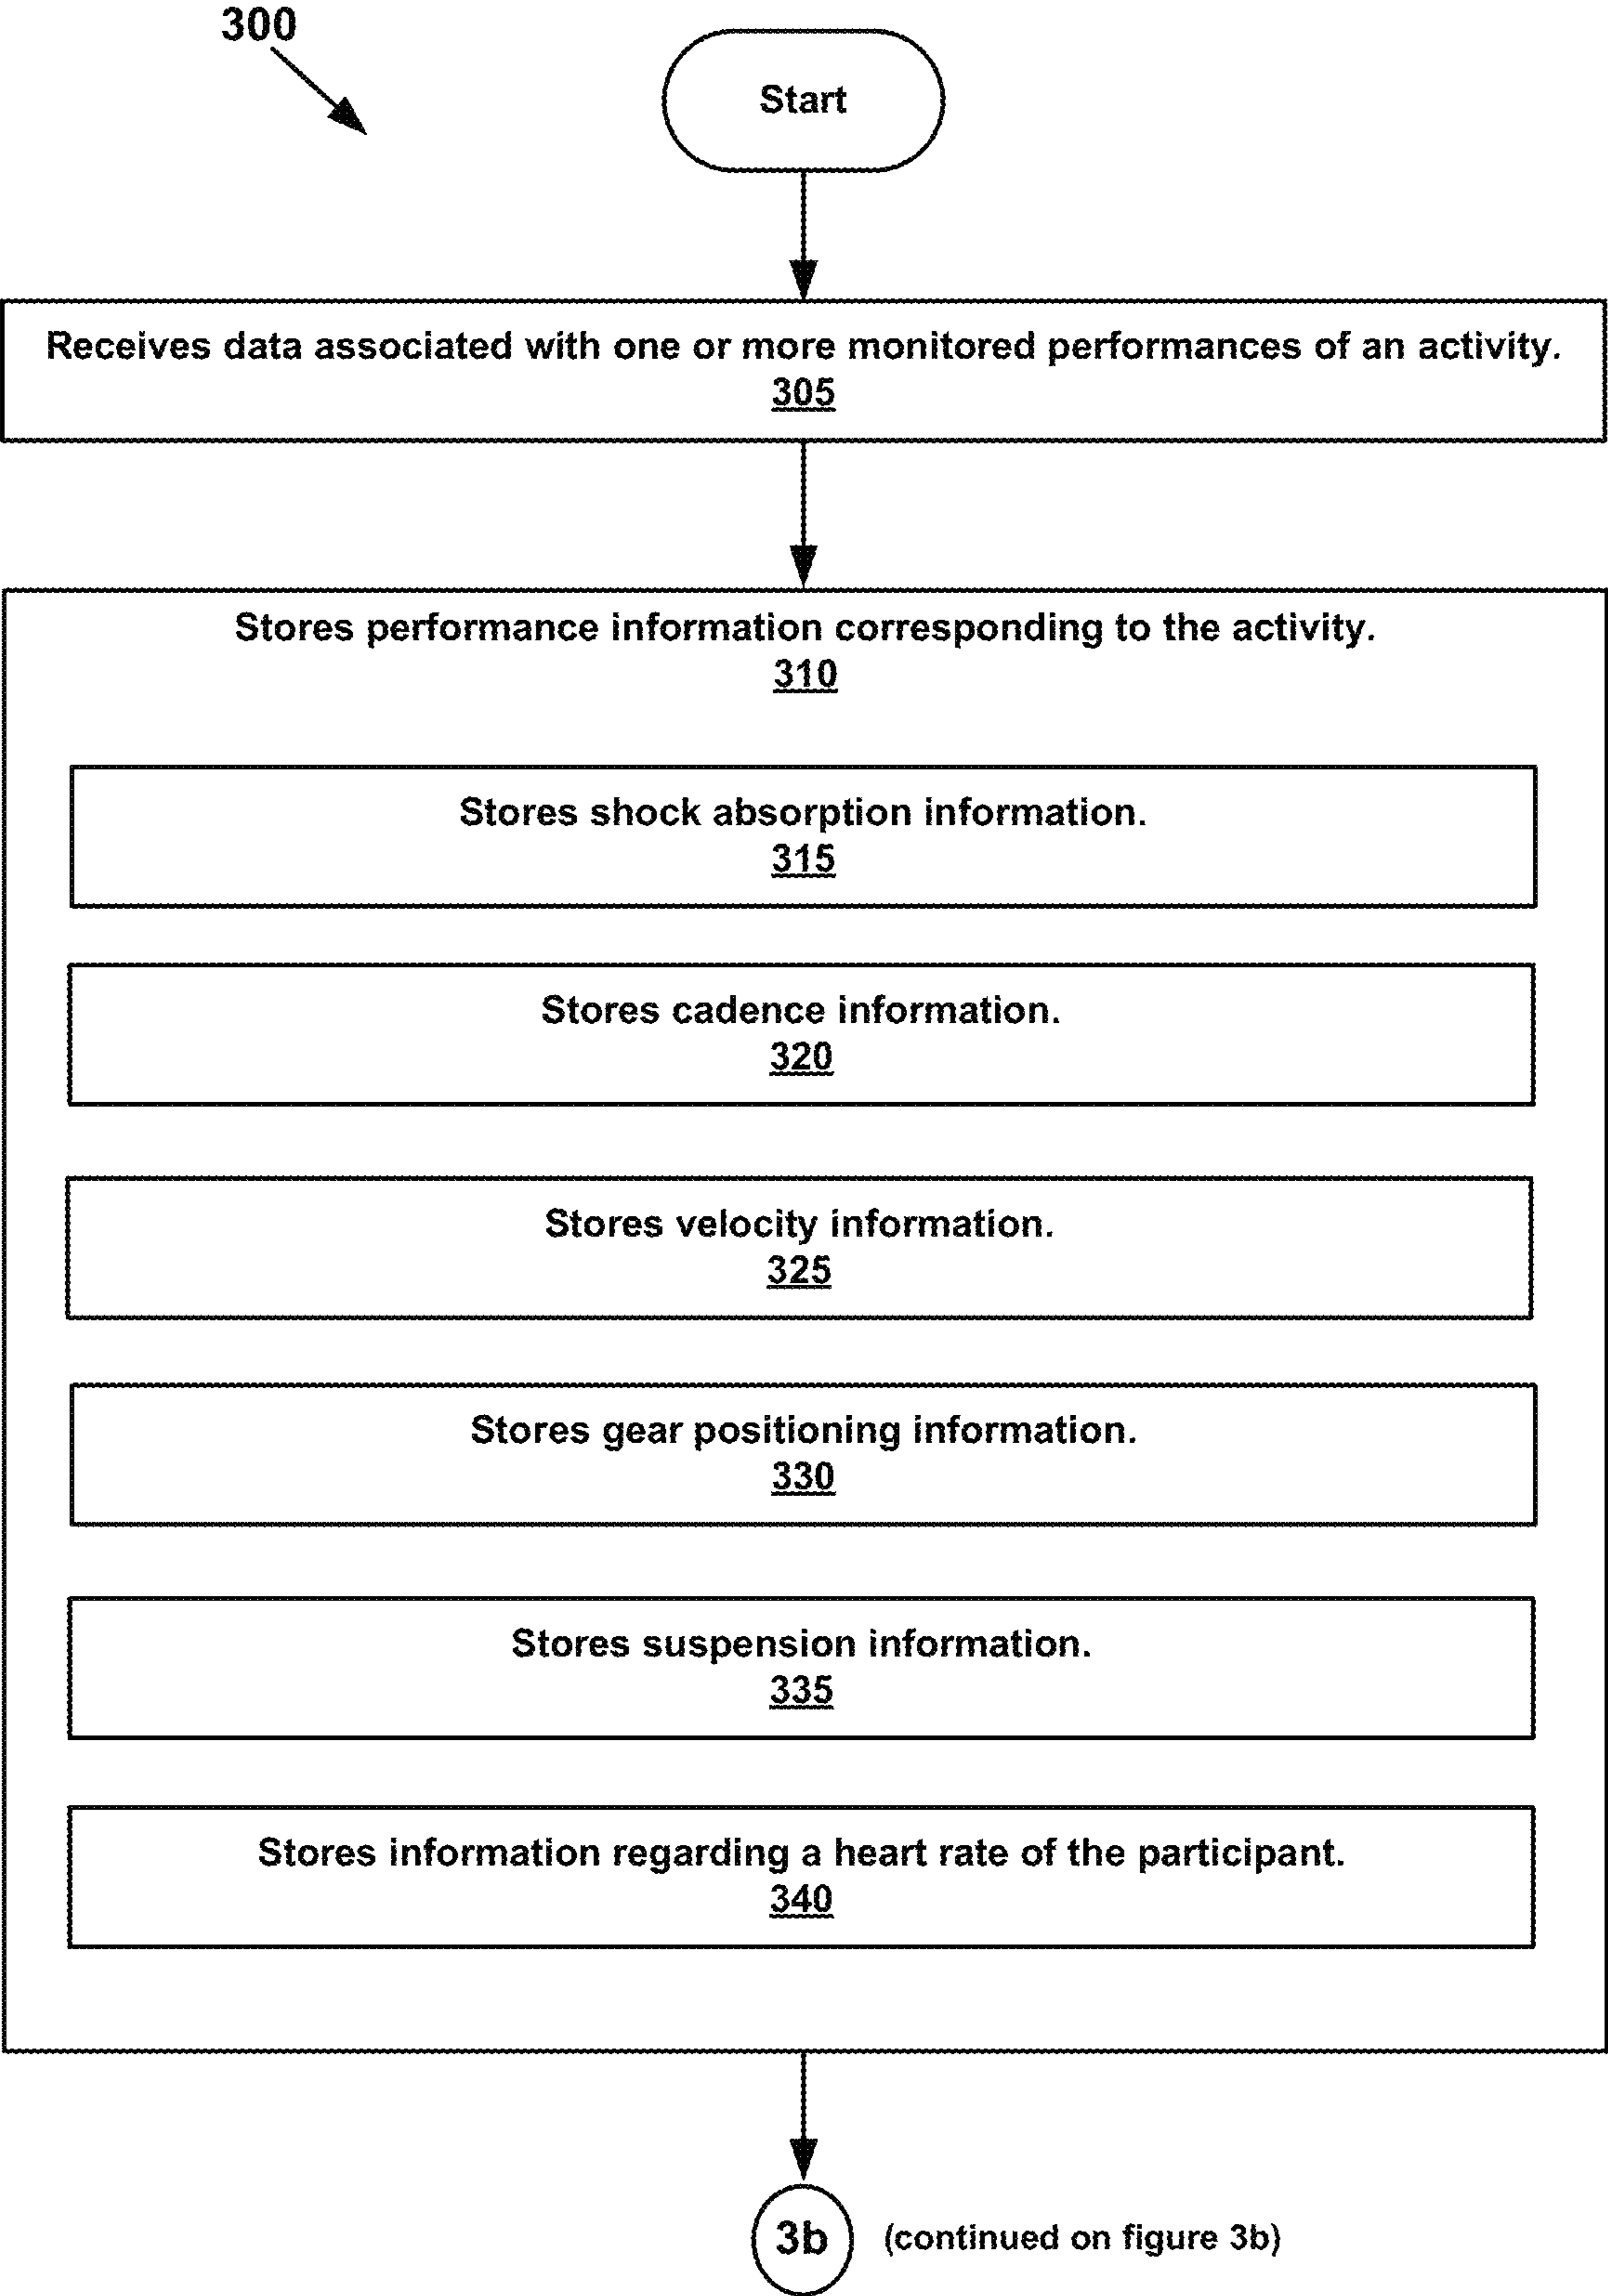 300
Start
Receives data associated with one or more monitored performances of an activity.
305
Stores performance information corresponding to the activity.
310
Stores shock absorption information.
315
Stores cadence information.
320
Stores velocity information.
325
Stores gear positioning information.
330
Stores suspension information.
335
Stores information regarding a heart rate of the participant.
340
3b (continued on figure 3b)